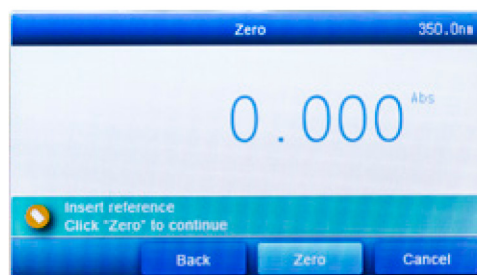 Zero 350.0nm
0.000 Abs
Insert reference
Click "Zero" to continue
Back Zero Cancel